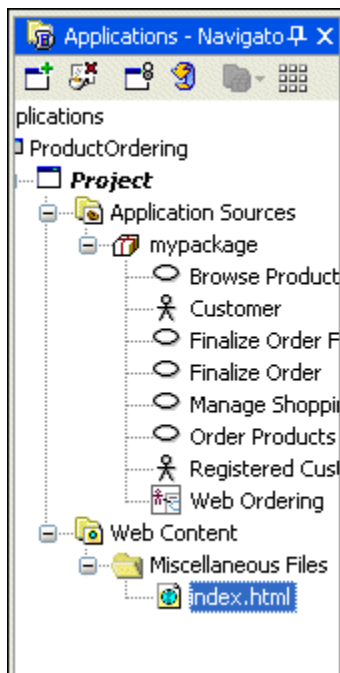 Applications - Navigato
plications
ProductOrdering
Project
Application Sources
mypackage
Browse Product
Customer
Finalize Order F
Finalize Order
Manage Shoppi
Order Products
Registered Cust
Web Ordering
Web Content
Miscellaneous Files
index.html